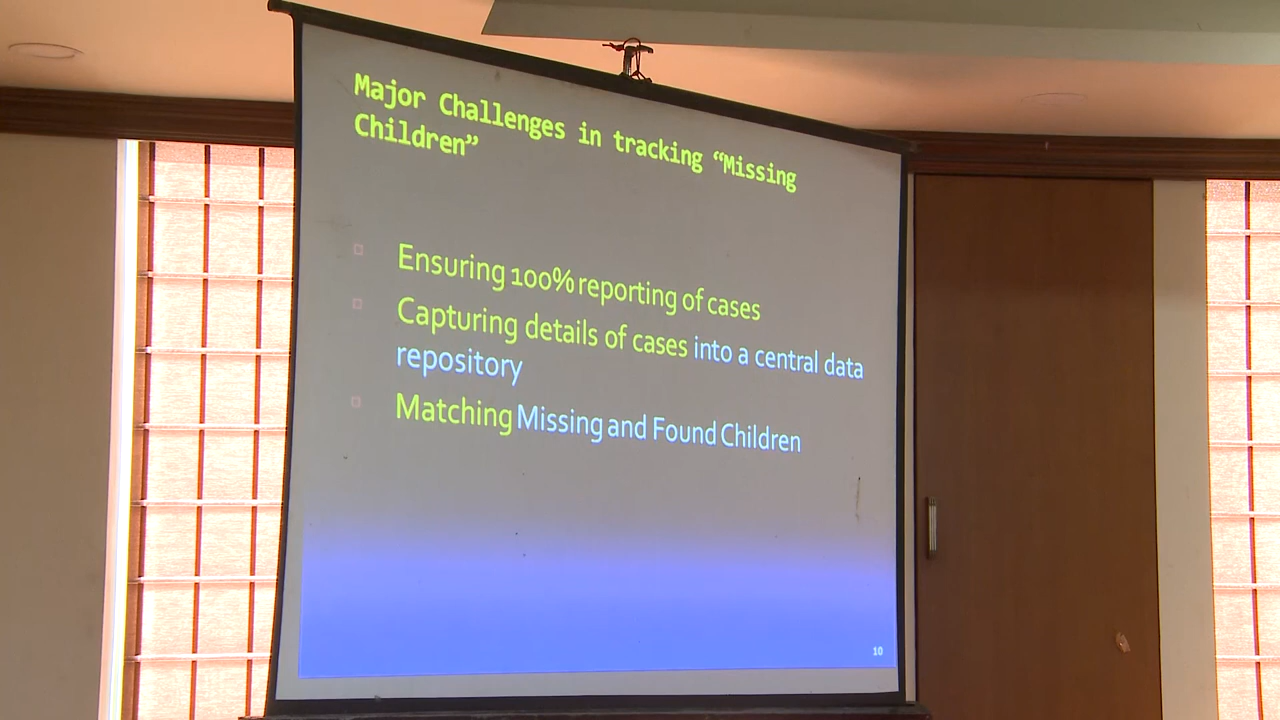 Major Challenges in tracking “Missing
Children”
Ensuring 100% reporting of cases
Capturing details of cases into a central data
repository
Matching Missing and Found Children
10